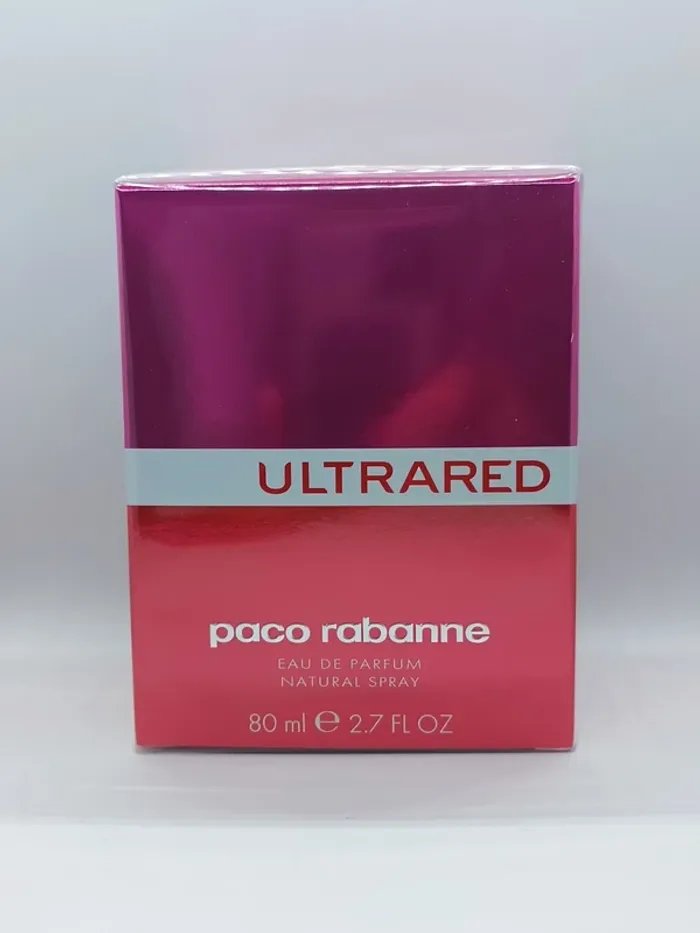 ULTRARED
paco rabanne
EAU DE PARFUM
NATURAL SPRAY
80 ml ℮ 2.7 FL OZ